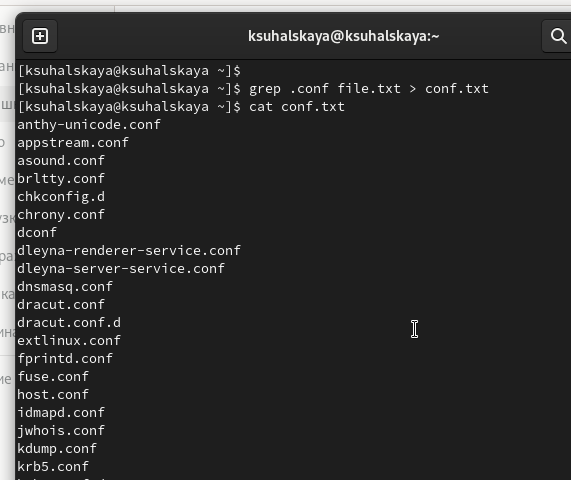 ksuhalskaya@ksuhalskaya:~
[ksuhalskaya@ksuhalskaya ~]$
[ksuhalskaya@ksuhalskaya ~]$ grep .conf file.txt > conf.txt
[ksuhalskaya@ksuhalskaya ~]$ cat conf.txt
anthy-unicode.conf
appstream.conf
asound.conf
brltty.conf
chkconfig.d
chrony.conf
dconf
dleyna-renderer-service.conf
dleyna-server-service.conf
dnsmasq.conf
dracut.conf
dracut.conf.d
extlinux.conf
fprintd.conf
fuse.conf
host.conf
idmapd.conf
jwhois.conf
kdump.conf
krb5.conf